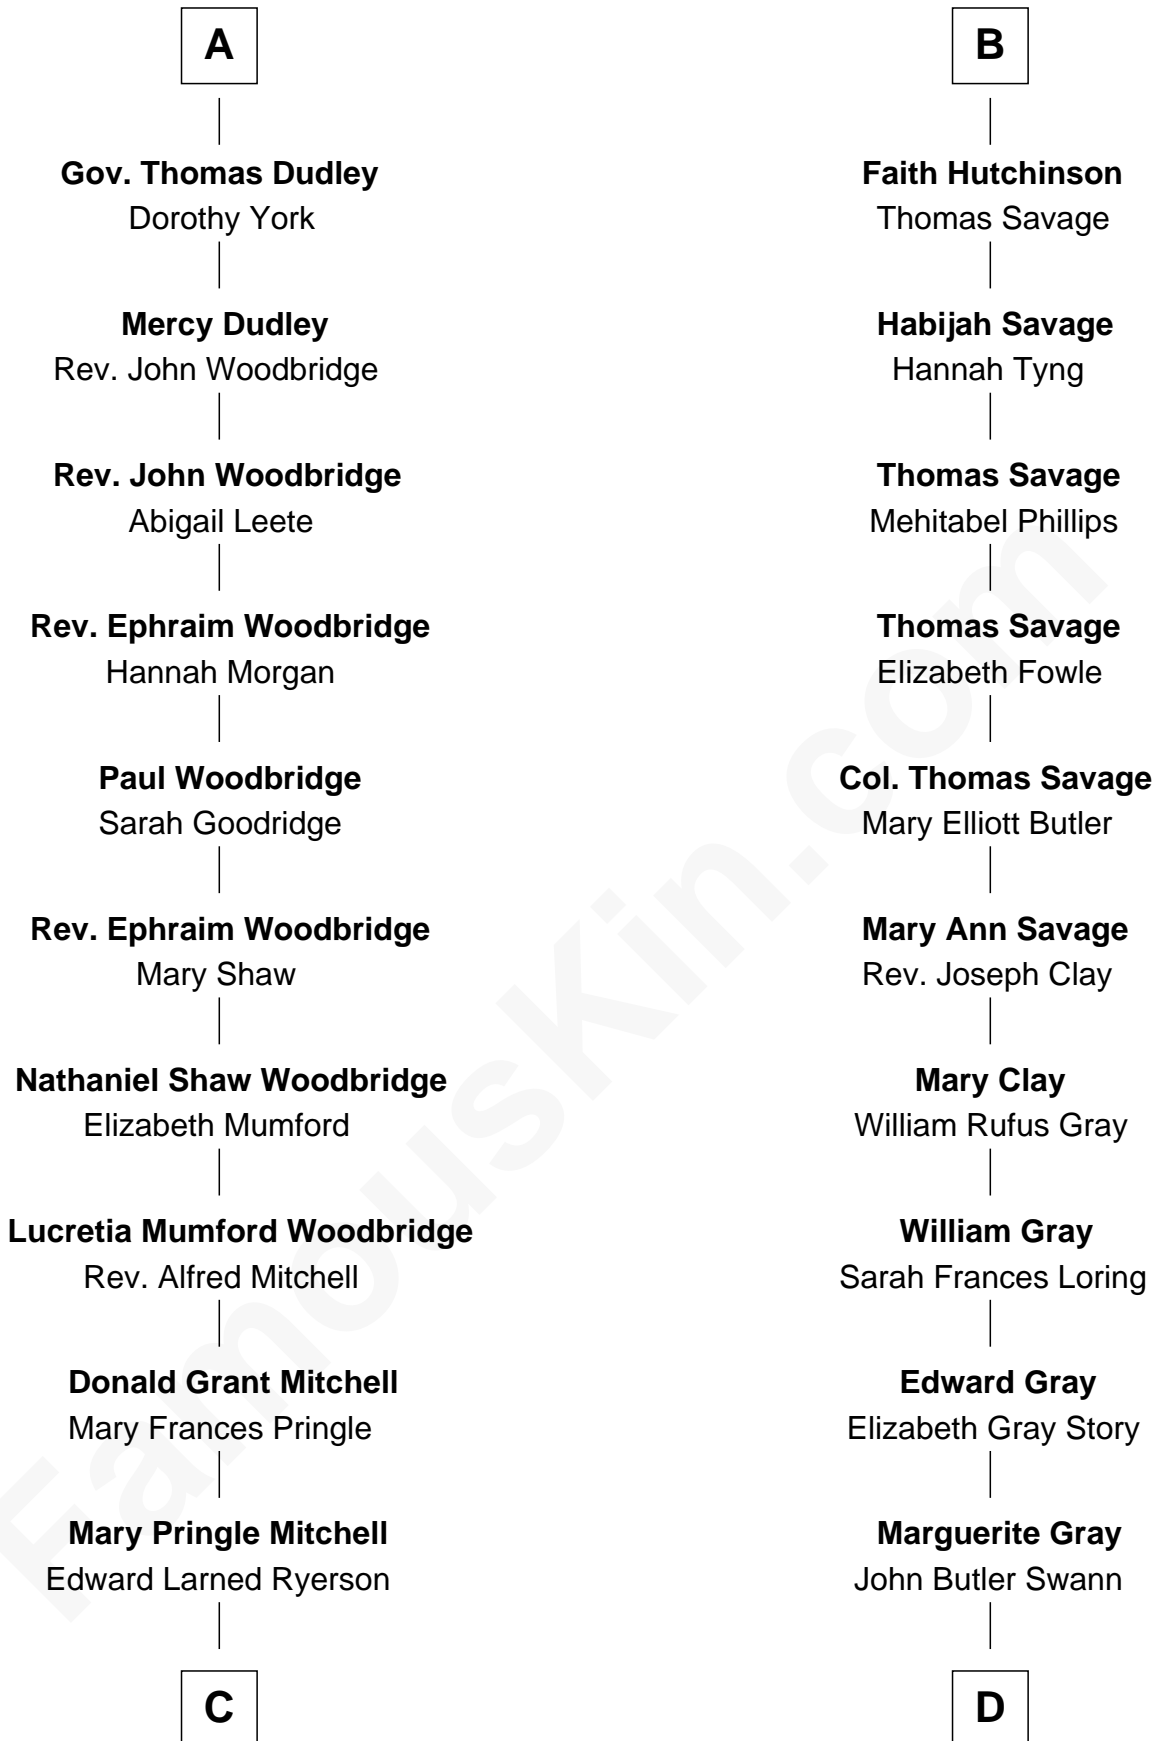 A
Gov. Thomas Dudley
Dorothy York
Mercy Dudley
Rev. John Woodbridge
Rev. John Woodbridge
Abigail Leete
Rev. Ephraim Woodbridge
Hannah Morgan
Paul Woodbridge
Sarah Goodridge
Rev. Ephraim Woodbridge
Mary Shaw
Nathaniel Shaw Woodbridge
Elizabeth Mumford
Lucretia Mumford Woodbridge
Rev. Alfred Mitchell
Donald Grant Mitchell
Mary Frances Pringle
Mary Pringle Mitchell
Edward Larned Ryerson
C
B
Faith Hutchinson
Thomas Savage
Habijah Savage
Hannah Tyng
Thomas Savage
Mehitabel Phillips
Thomas Savage
Elizabeth Fowle
Col. Thomas Savage
Mary Elliott Butler
Mary Ann Savage
Rev. Joseph Clay
Mary Clay
William Rufus Gray
William Gray
Sarah Frances Loring
Edward Gray
Elizabeth Gray Story
Marguerite Gray
John Butler Swann
D
FamousKin.com